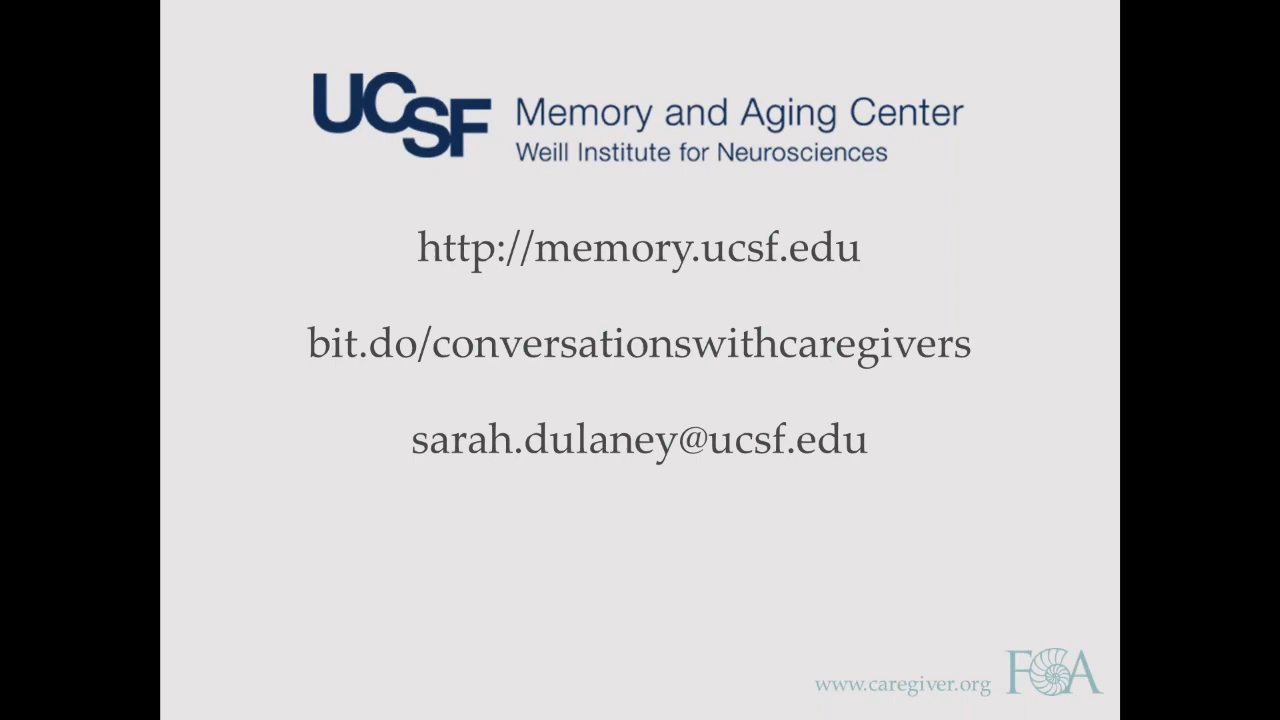 UCSF Memory and Aging Center
Weill Institute for Neurosciences
http://memory.ucsf.edu
bit.do/conversationswithcaregivers
sarah.dulaney@ucsf.edu
www.caregiver.org FCA